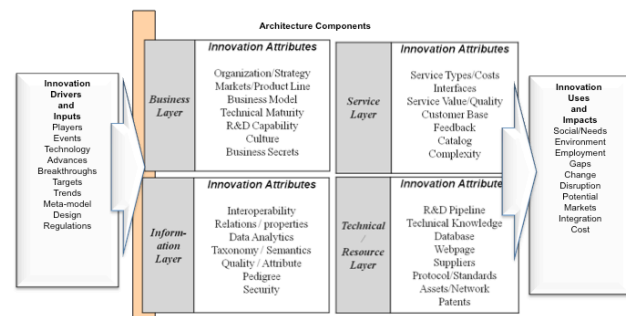 Architecture Components
Innovation
Drivers
and
Inputs
Players
Events
Technology
Advances
Breakthroughs
Targets
Trends
Meta-model
Design
Regulations
Business
Layer
Innovation Attributes
Organization/Strategy
Markets/Product Line
Business Model
Technical Maturity
R&D Capability
Culture
Business Secrets
Service
Layer
Innovation Attributes
Service Types/Costs
Interfaces
Service Value/Quality
Customer Base
Feedback
Catalog
Complexity
Inform-
ation
Layer
Innovation Attributes
Interoperability
Relations / properties
Data Analytics
Taxonomy / Semantics
Quality / Attribute
Pedigree
Security
Technical
/
Resource
Layer
Innovation Attributes
R&D Pipeline
Technical Knowledge
Database
Webpage
Suppliers
Protocol/Standards
Assets/Network
Patents
Innovation
Uses
and
Impacts
Social/Needs
Environment
Employment
Gaps
Change
Disruption
Potential
Markets
Integration
Cost